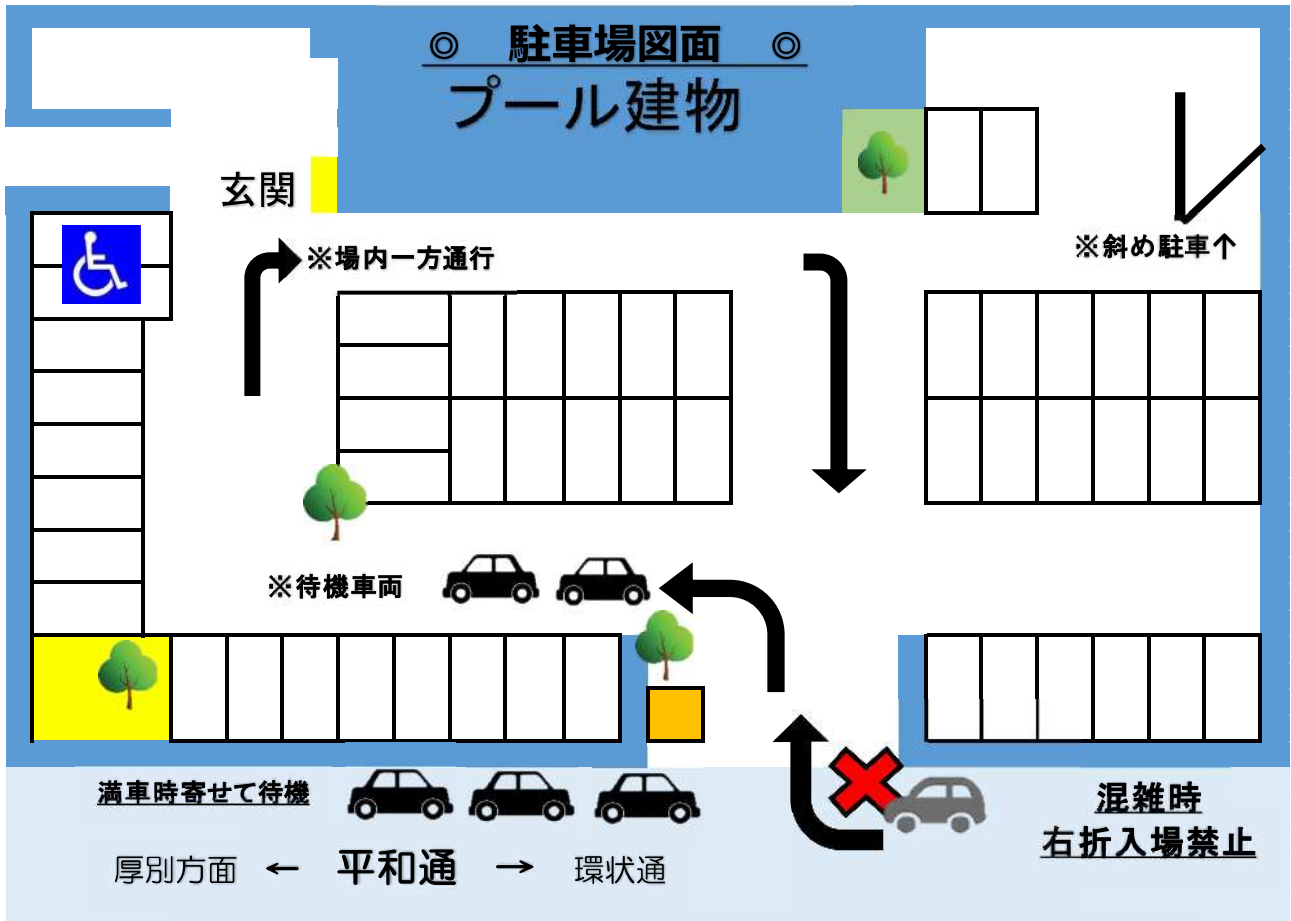 ◎ 駐車場図面 ◎
プール建物
玄関
※場内一方通行
※斜め駐車↑
※待機車両
満車時寄せて待機
混雑時
右折入場禁止
厚別方面 ← 平和通 → 環状通